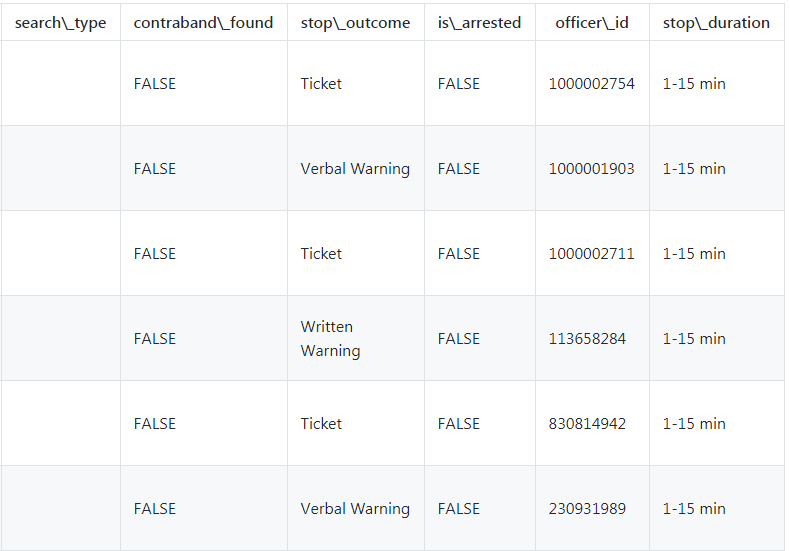 search\_type contraband\_found stop\_outcome is\_arrested officer\_id stop\_duration
FALSE Ticket FALSE 1000002754 1-15 min
FALSE Verbal Warning FALSE 1000001903 1-15 min
FALSE Ticket FALSE 1000002711 1-15 min
FALSE Written Warning FALSE 113658284 1-15 min
FALSE Ticket FALSE 830814942 1-15 min
FALSE Verbal Warning FALSE 230931989 1-15 min